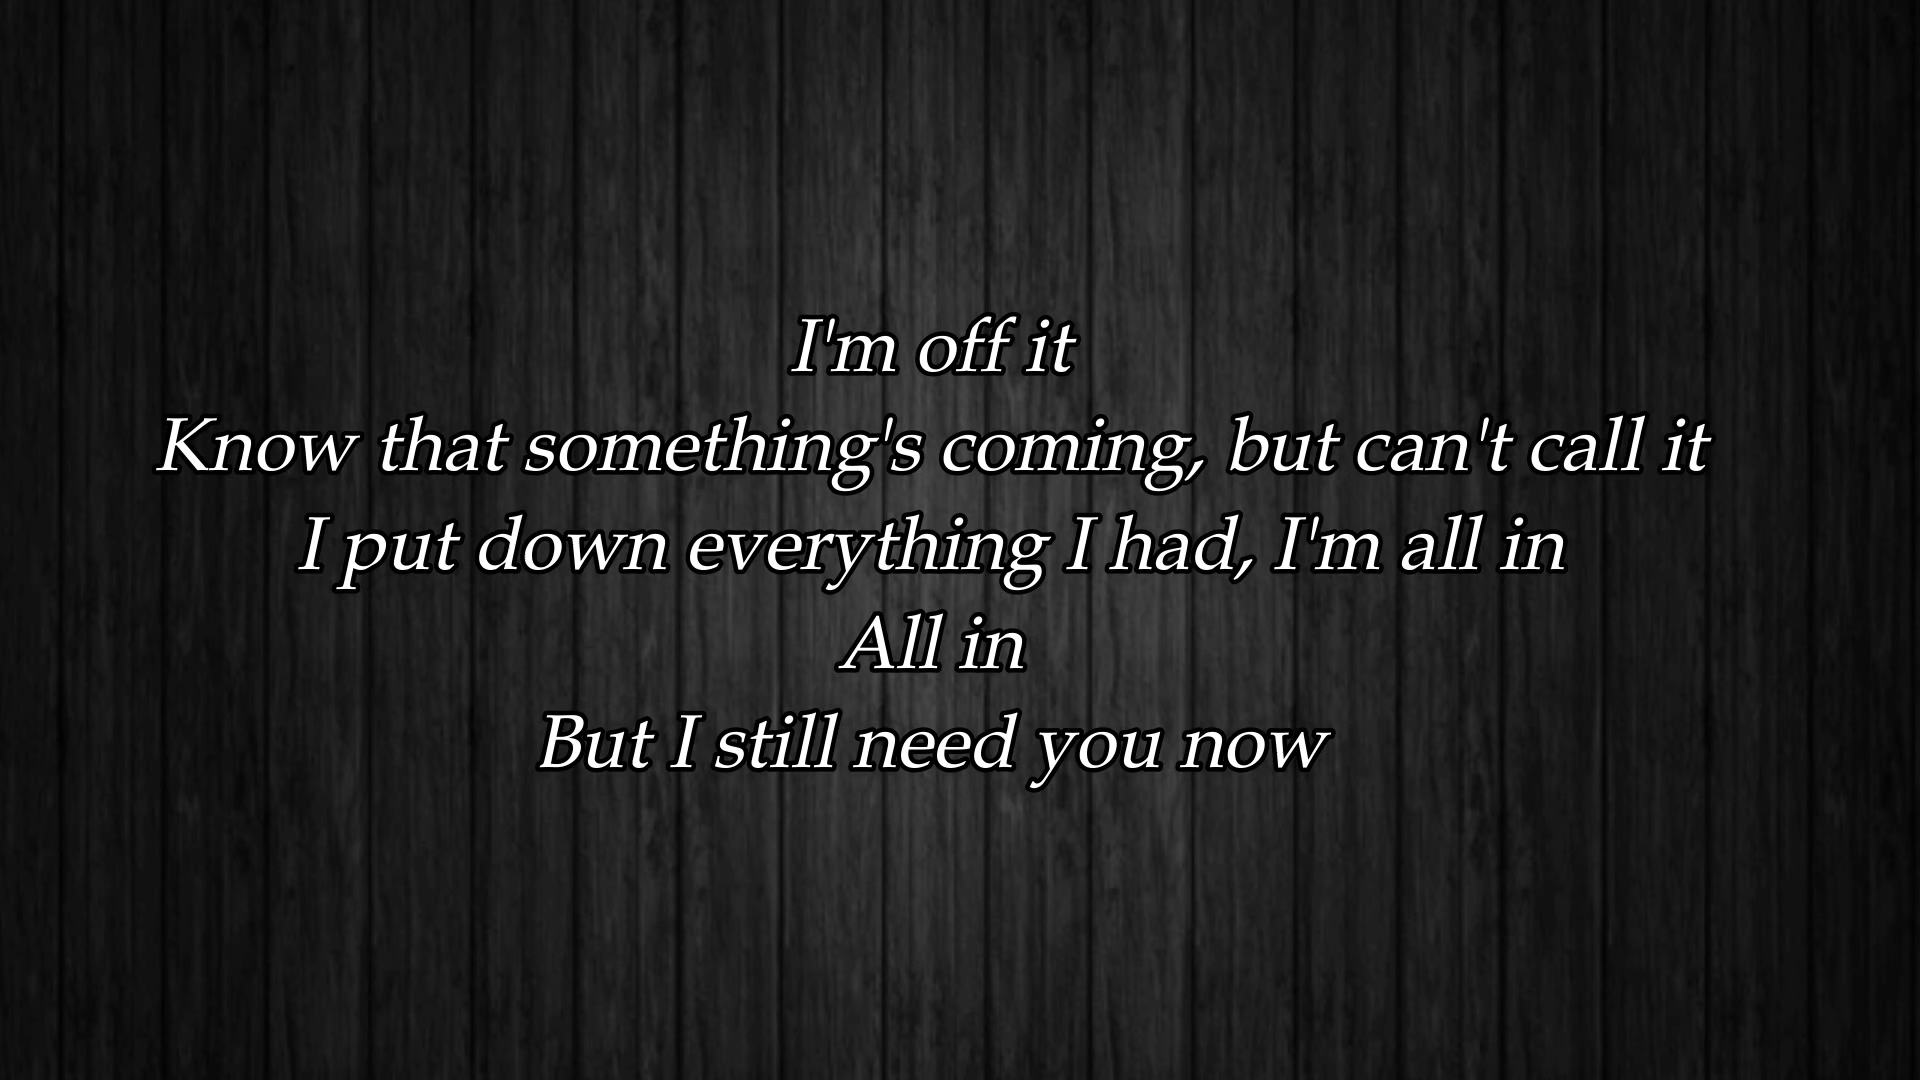 I'm off it
Know that something's coming, but can't call it
I put down everything I had, I'm all in
All in
But I still need you now